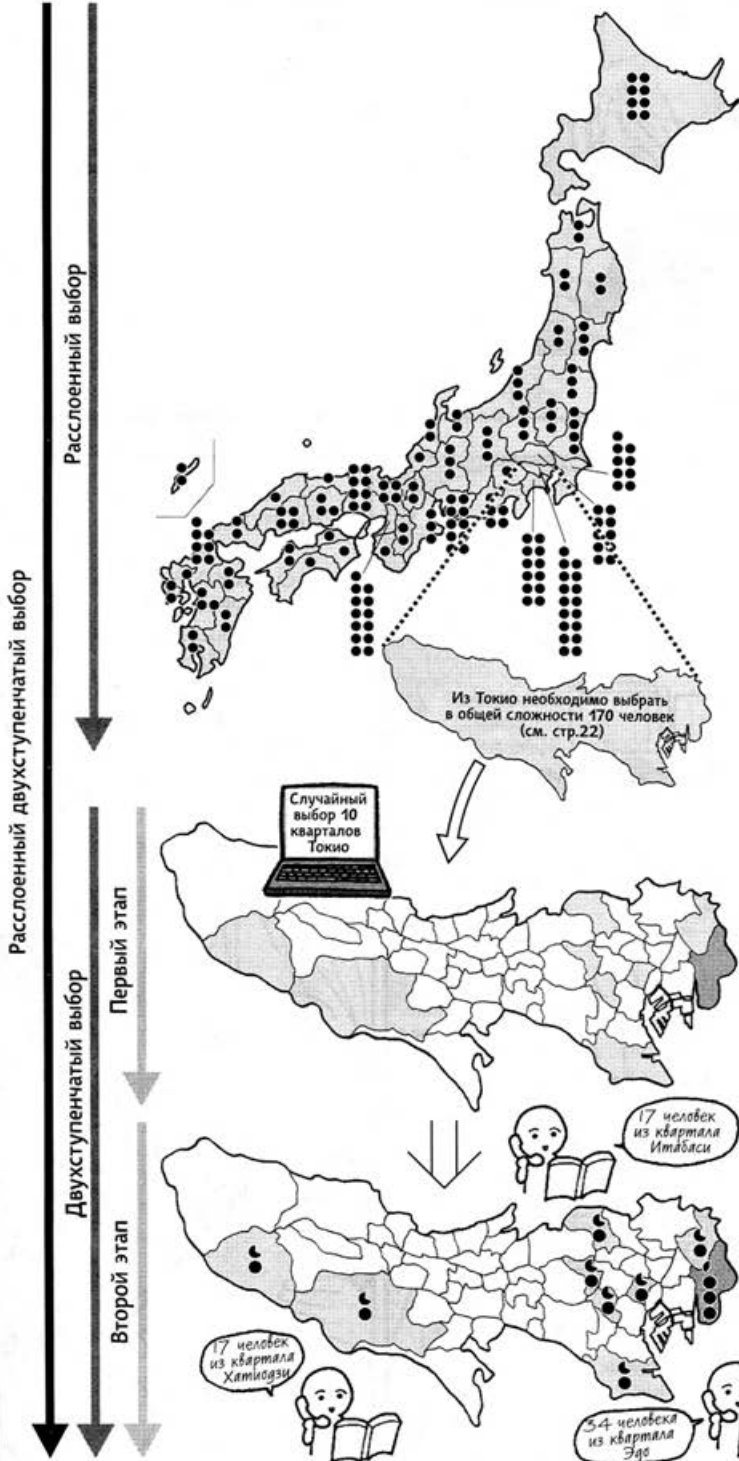 Расслоенный двухступенчатый выбор
Расслоенный выбор
Из Токио необходимо выбрать
в общей сложности 170 человек
(см. стр.22)
Двухступенчатый выбор
Первый этап
Случайный
выбор 10
кварталов
Токио
Второй этап
17 человек
из квартала
Итабаси
17 человек
из квартала
Хатиодзи
34 человека
из квартала
Эдо